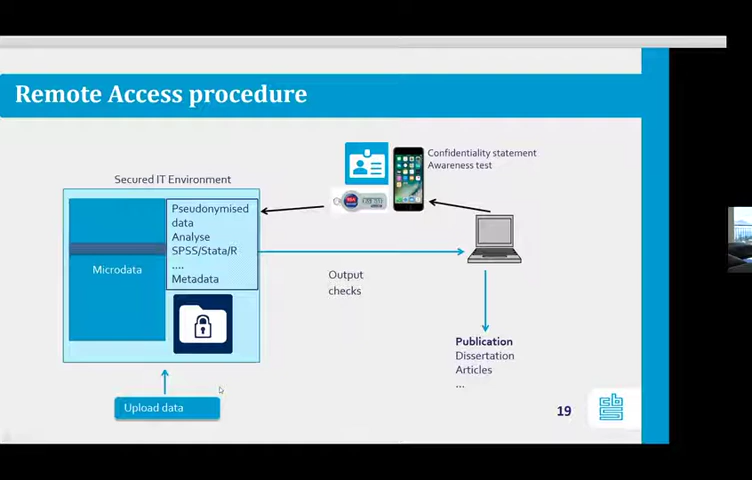 Remote Access procedure
Confidentiality statement
Awareness test
Secured IT Environment
Pseudonymised
data
Analyse
SPSS/Stata/R
....
Metadata
Microdata
Output
checks
Publication
Dissertation
Articles
...
Upload data
19